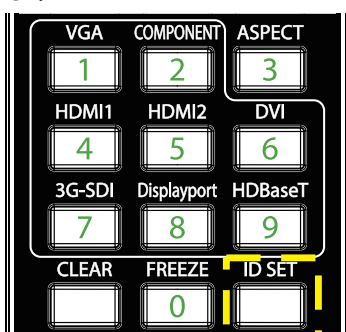 VGA COMPONENT ASPECT
1 2 3
HDMI1 HDMI2 DVI
4 5 6
3G-SDI Displayport HDBaseT
7 8 9
CLEAR FREEZE ID SET
0